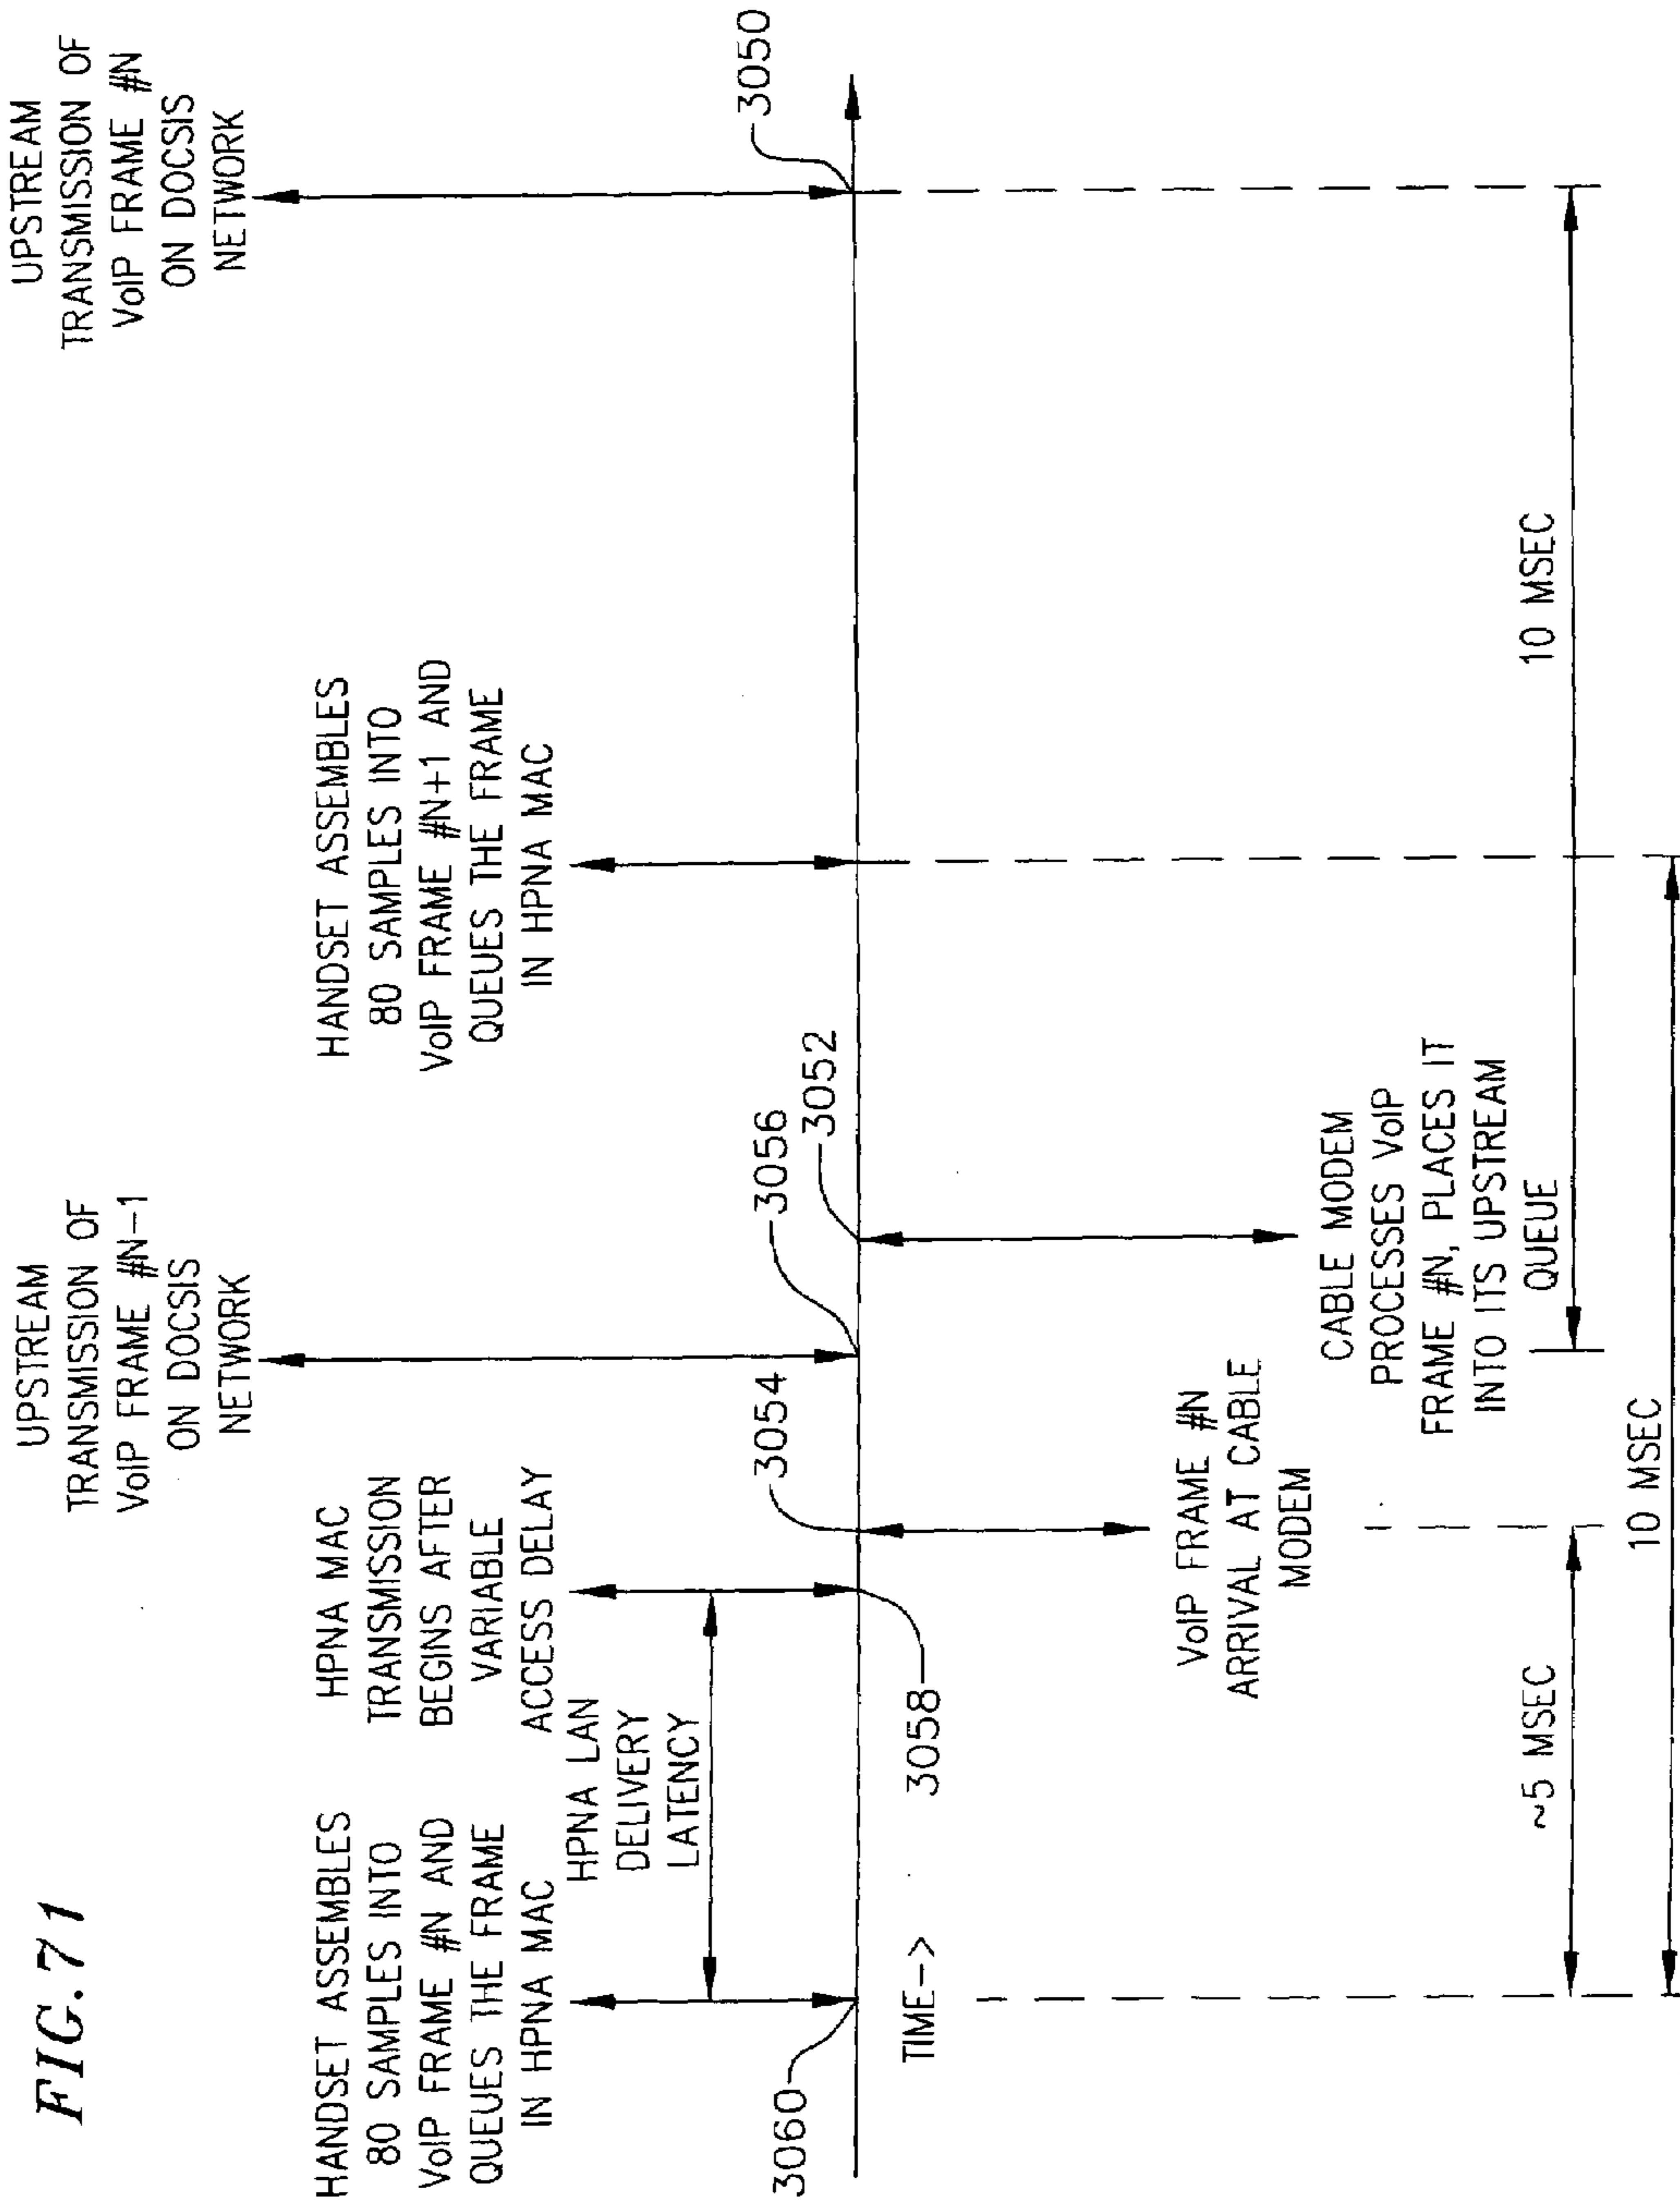 FIG. 71
UPSTREAM
TRANSMISSION OF
VoIP FRAME #N−1
ON DOCSIS
NETWORK
UPSTREAM
TRANSMISSION OF
VoIP FRAME #N
ON DOCSIS
NETWORK
HANDSET ASSEMBLES
80 SAMPLES INTO
VoIP FRAME #N AND
QUEUES THE FRAME
IN HPNA MAC
HPNA MAC
TRANSMISSION
BEGINS AFTER
VARIABLE
ACCESS DELAY
HPNA LAN
DELIVERY
LATENCY
HANDSET ASSEMBLES
80 SAMPLES INTO
VoIP FRAME #N+1 AND
QUEUES THE FRAME
IN HPNA MAC
3060
3058
3054
3056
3052
3050
TIME−>
VoIP FRAME #N
ARRIVAL AT CABLE
MODEM
CABLE MODEM
PROCESSES VoIP
FRAME #N, PLACES IT
INTO ITS UPSTREAM
QUEUE
~5 MSEC
10 MSEC
10 MSEC